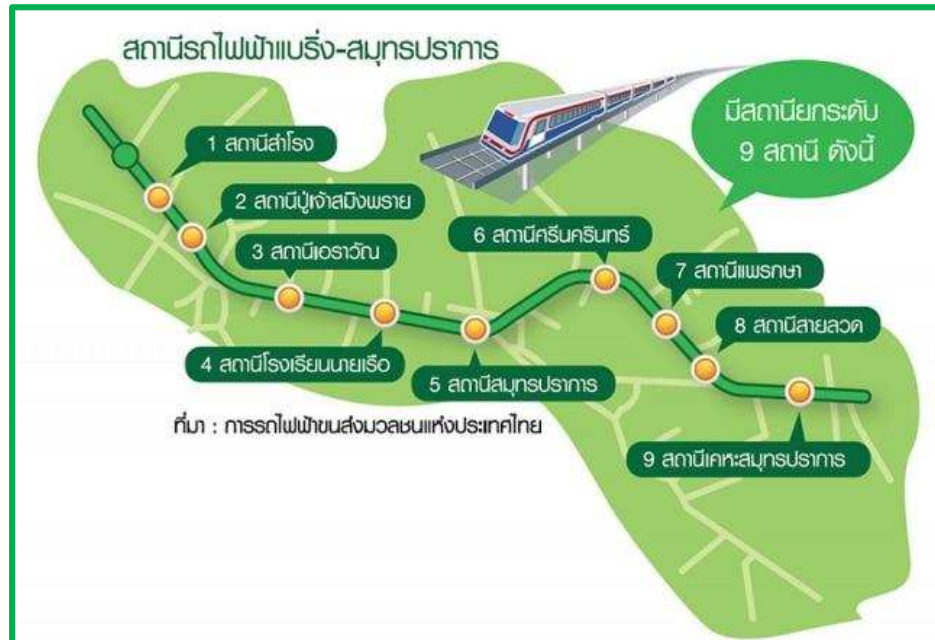 สถานีรถไฟฟ้าแบริ่ง-สมุทรปราการ
มีสถานียกระดับ
9 สถานี ดังนี้
1 สถานีสำโรง
2 สถานีปู่เจ้าสมิงพราย
3 สถานีเอราวัณ
4 สถานีโรงเรียนนายเรือ
5 สถานีสมุทรปราการ
6 สถานีศรีนครินทร์
7 สถานีแพรกษา
8 สถานีสายลวด
9 สถานีเคหะสมุทรปราการ
ที่มา : การรถไฟฟ้าขนส่งมวลชนแห่งประเทศไทย